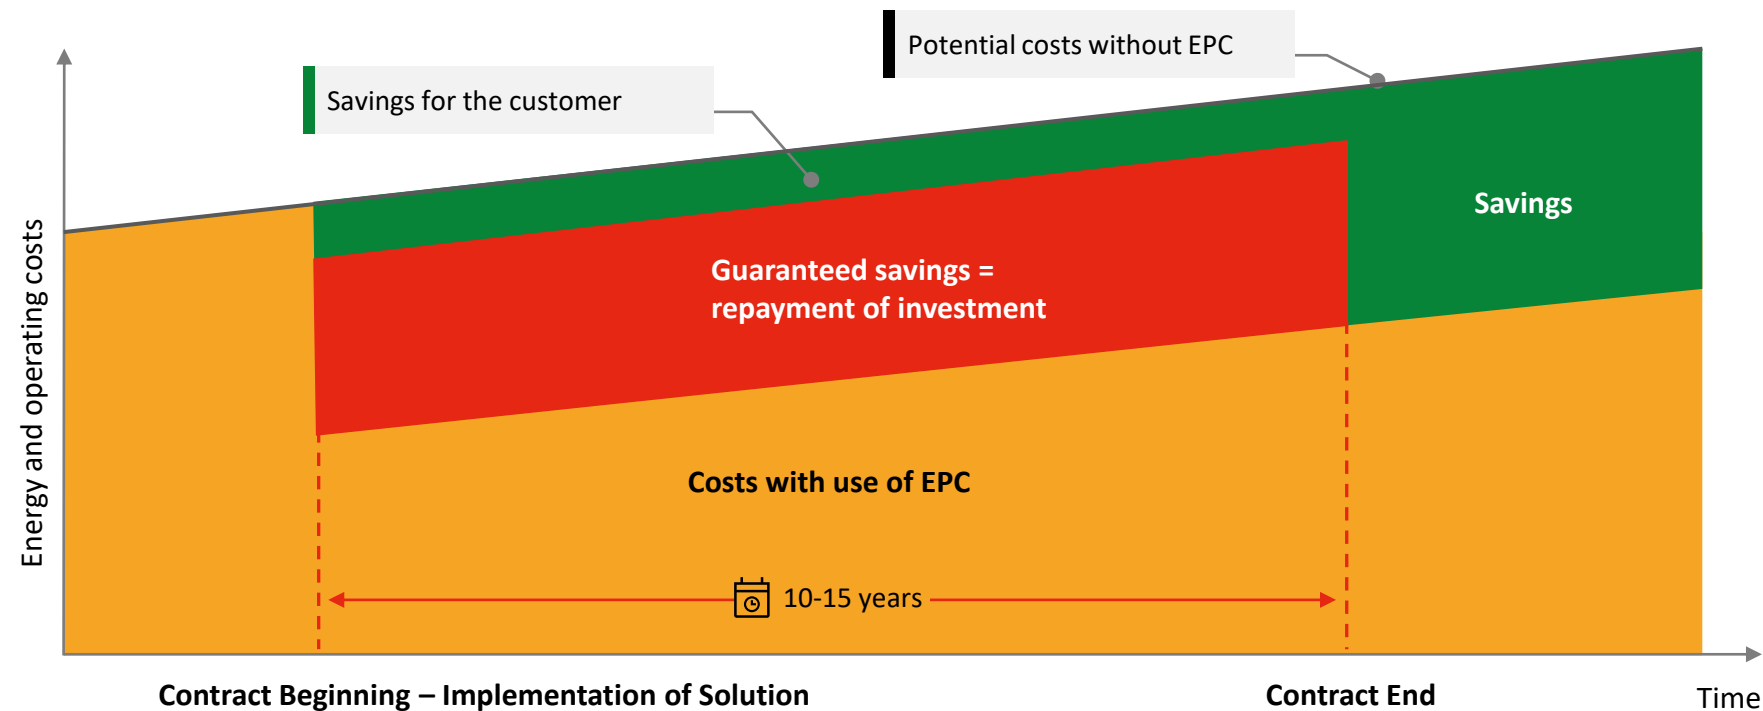 Potential costs without EPC
Savings for the customer
Savings
Guaranteed savings =
repayment of investment
Energy and operating costs
Costs with use of EPC
10-15 years
Contract Beginning – Implementation of Solution
Contract End
Time